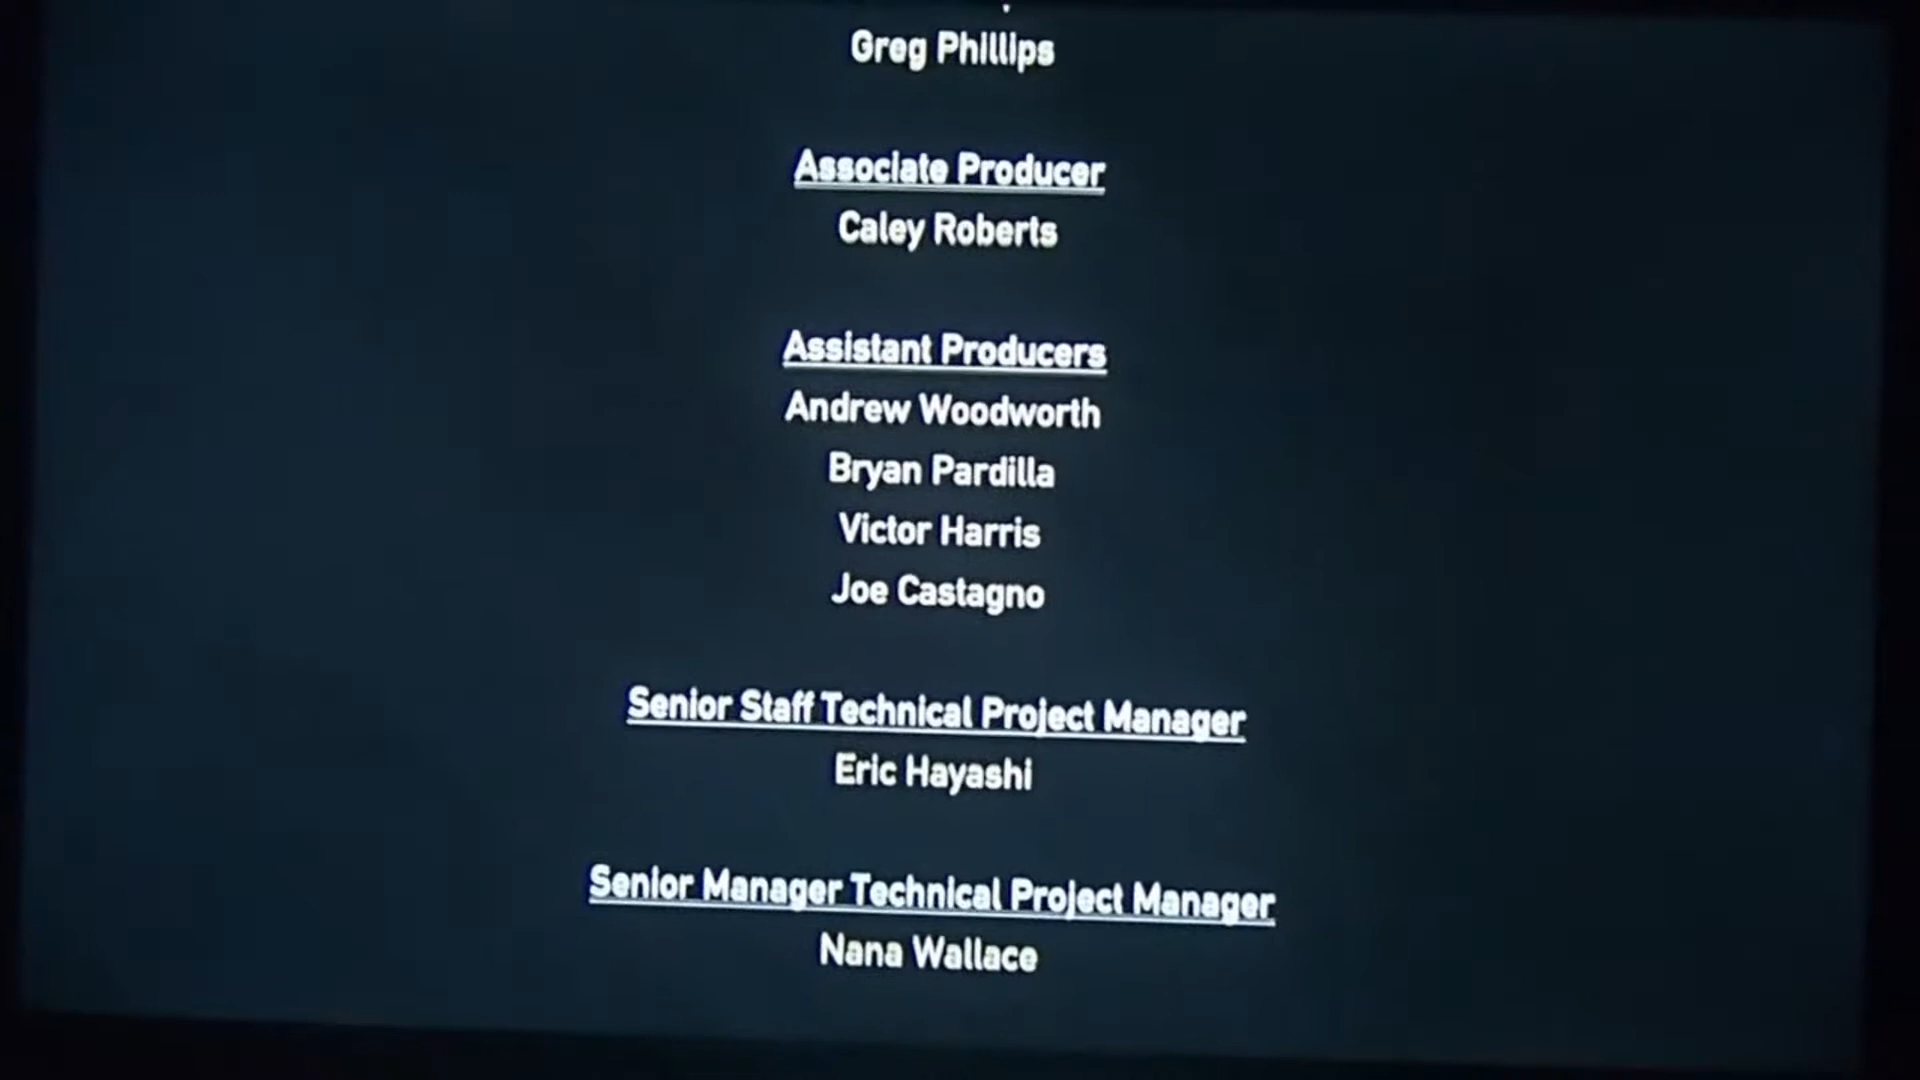 Greg Phillips
Associate Producer
Caley Roberts
Assistant Producers
Andrew Woodworth
Bryan Pardilla
Victor Harris
Joe Castagno
Senior Staff Technical Project Manager
Eric Hayashi
Senior Manager Technical Project Manager
Nana Wallace